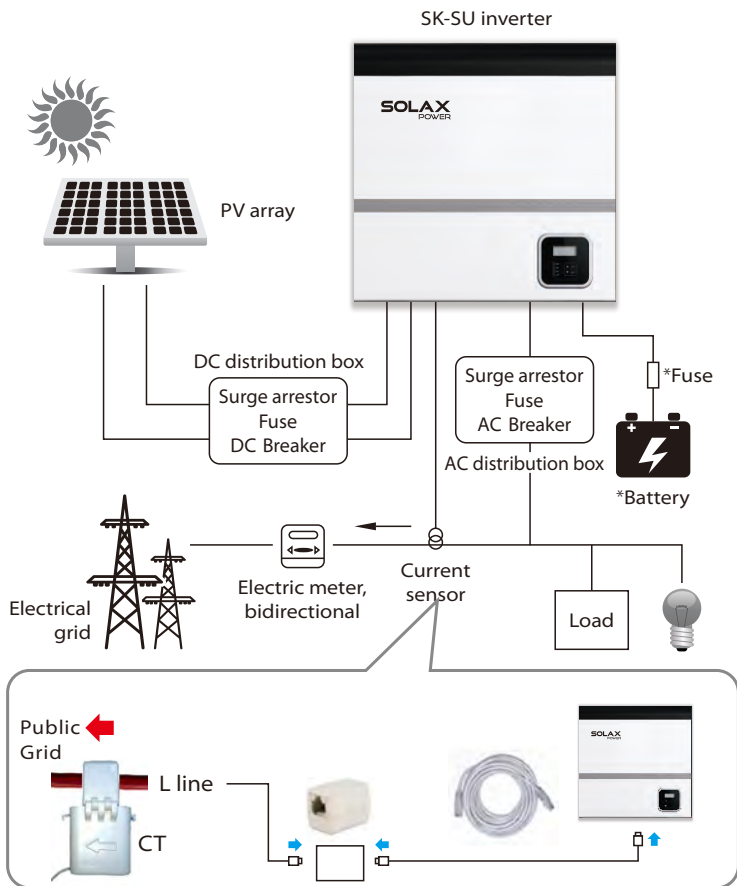 SK-SU inverter
SOLAX
POWER
PV array
DC distribution box
Surge arrestor
Fuse
DC Breaker
Surge arrestor
Fuse
AC Breaker
*Fuse
AC distribution box
+ −
*Battery
Electrical
grid
Electric meter,
bidirectional
Current
sensor
Load
Public
Grid
L line
CT
SOLAX
POWER